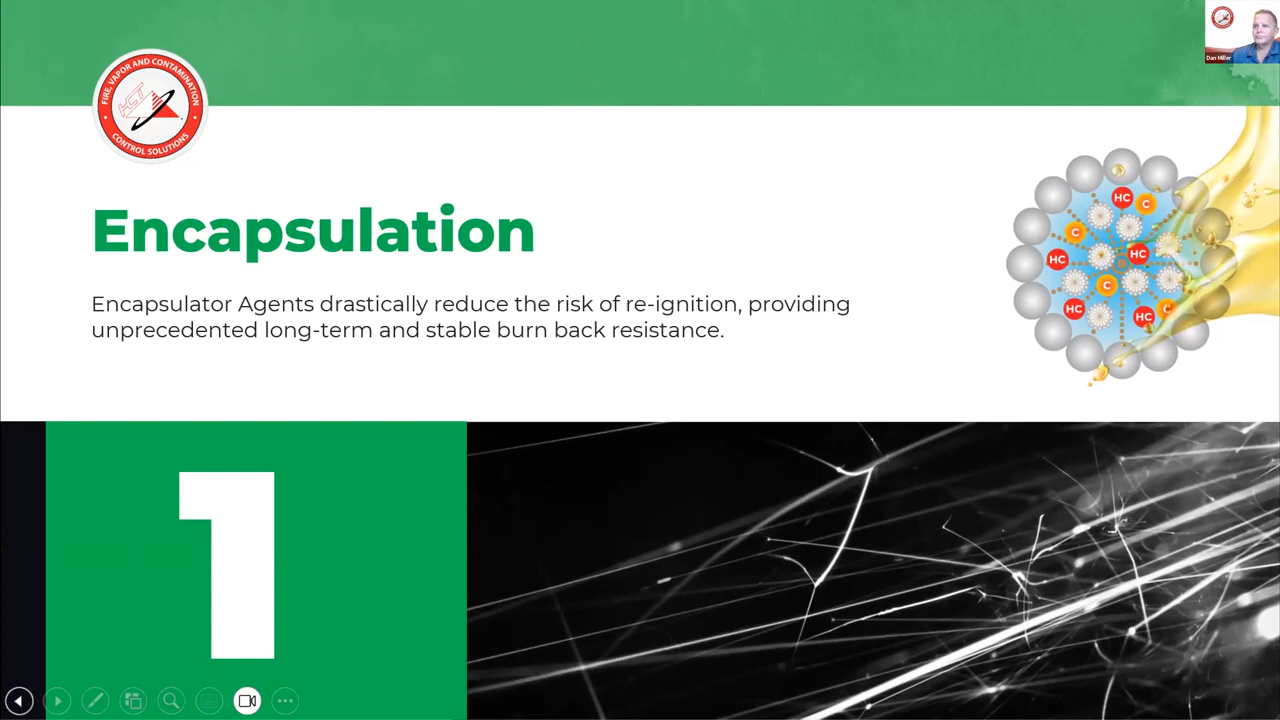 FIRE, VAPOR AND CONTAMINATION
HCT
CONTROL SOLUTIONS
Dan Miller
Encapsulation
Encapsulator Agents drastically reduce the risk of re-ignition, providing
unprecedented long-term and stable burn back resistance.
HC
C
C
HC
HC
C
HC
C
HC
1